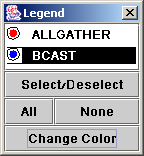 Legend
ALLGATHER
BCAST
Select/Deselect
All None
Change Color